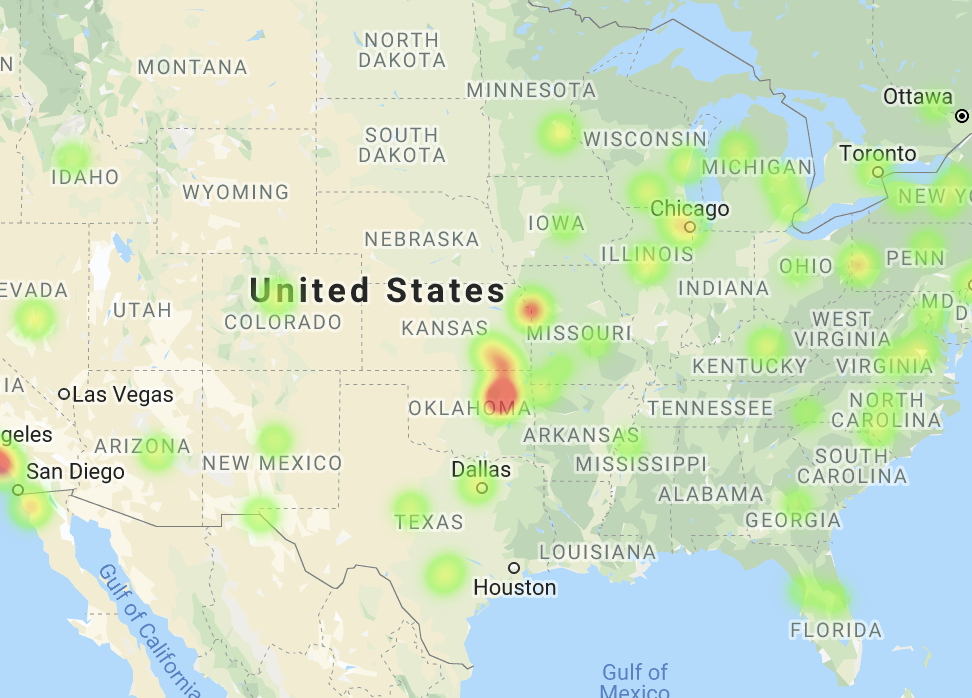 N
MONTANA
NORTH
DAKOTA
MINNESOTA
Ottawa
SOUTH
DAKOTA
WISCONSIN
MICHIGAN
Toronto
IDAHO
WYOMING
NEW YO
IOWA
Chicago
NEBRASKA
ILLINOIS
OHIO
PENN
EVADA
United States
INDIANA
MD
D
UTAH
COLORADO
KANSAS
MISSOURI
WEST
VIRGINIA
KENTUCKY
VIRGINIA
IA
Las Vegas
OKLAHOMA
TENNESSEE
NORTH
CAROLINA
geles
ARIZONA
NEW MEXICO
ARKANSAS
MISSISSIPPI
SOUTH
CAROLINA
San Diego
Dallas
ALABAMA
TEXAS
GEORGIA
LOUISIANA
Houston
Gulf of California
FLORIDA
Gulf of
Mexico